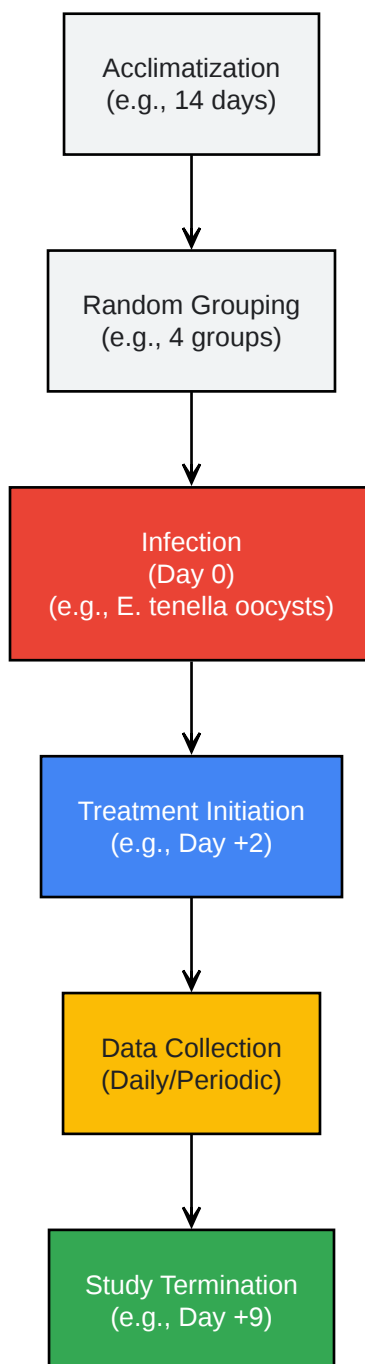 Acclimatization
(e.g., 14 days)
Random Grouping
(e.g., 4 groups)
Infection
(Day 0)
(e.g., E. tenella oocysts)
Treatment Initiation
(e.g., Day +2)
Data Collection
(Daily/Periodic)
Study Termination
(e.g., Day +9)